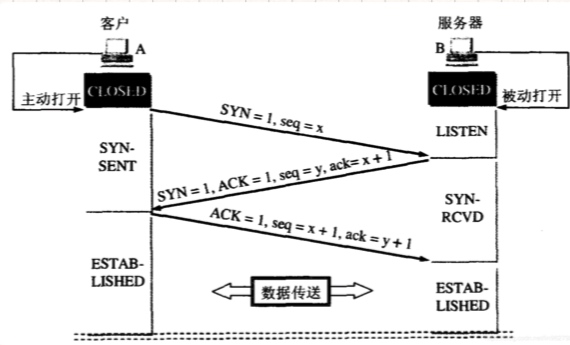 客户
服务器
A
B
CLOSED
CLOSED
主动打开
被动打开
SYN = 1, seq = x
LISTEN
SYN-
SENT
SYN = 1, ACK = 1, seq = y, ack= x + 1
SYN-
RCVD
ACK = 1, seq = x + 1, ack = y + 1
ESTAB-
LISHED
数据传送
ESTAB-
LISHED